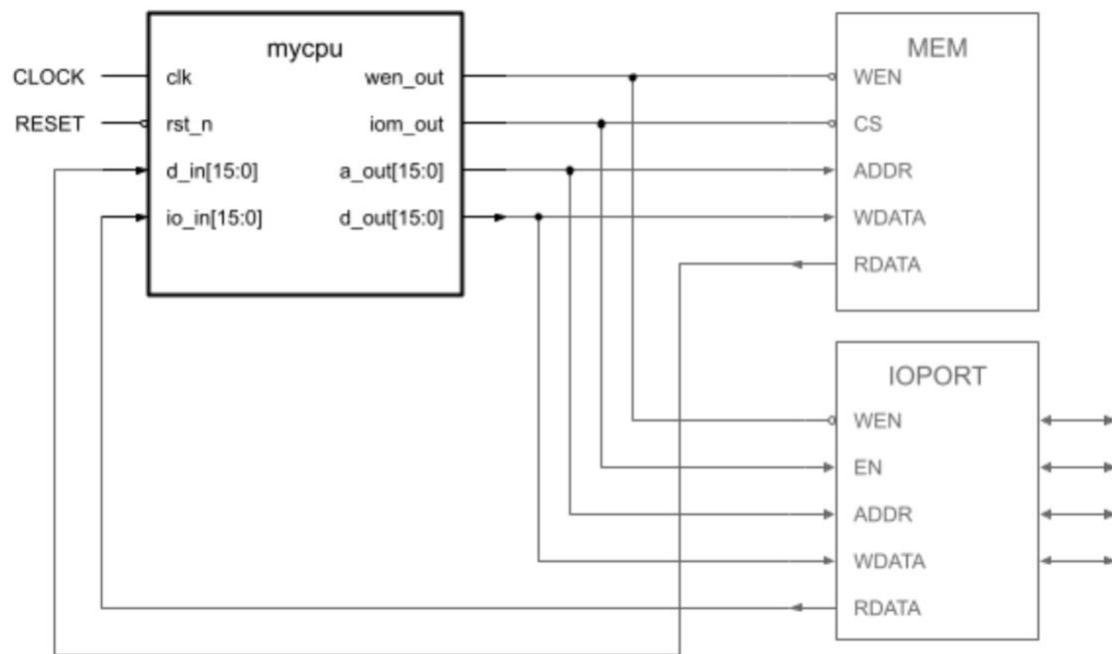 mycpu
CLOCK
clk
wen_out
RESET
rst_n
iom_out
d_in[15:0]
a_out[15:0]
io_in[15:0]
d_out[15:0]
MEM
WEN
CS
ADDR
WDATA
RDATA
IOPORT
WEN
EN
ADDR
WDATA
RDATA